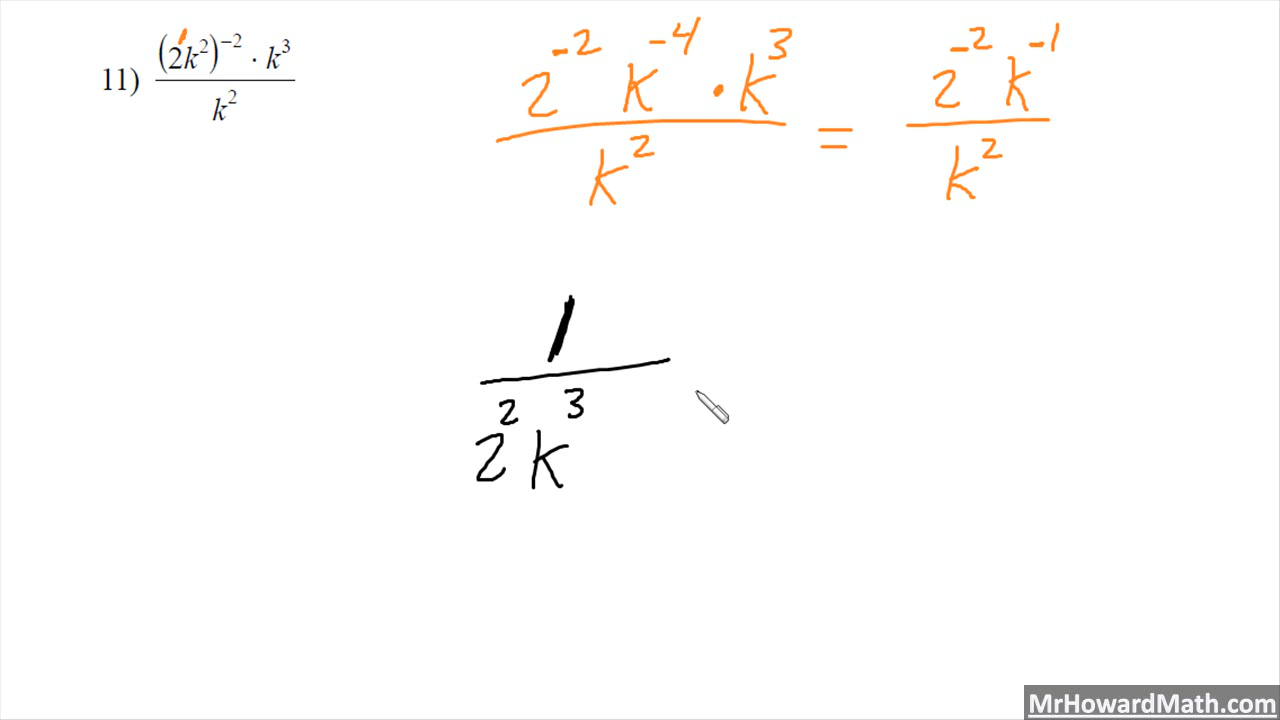 11) (2k²)⁻² · k³ / k²
2⁻² k⁻⁴ · k³ / k² = 2⁻² k⁻¹ / k²
1 / 2² k³
MrHowardMath.com